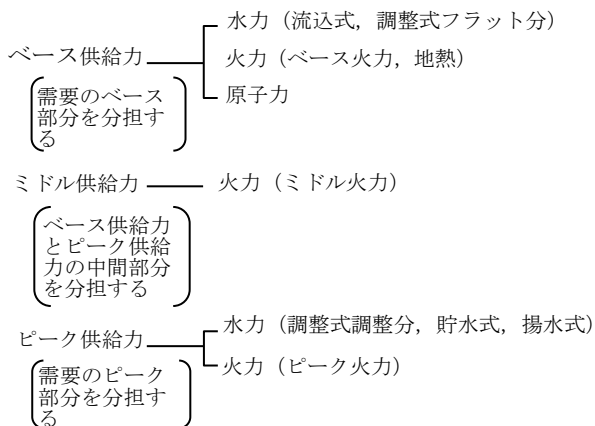 水力（流込式，調整式フラット分）
ベース供給力
火力（ベース火力，地熱）
原子力
需要のベース
部分を分担す
る
ミドル供給力
火力（ミドル火力）
ベース供給力
とピーク供給
力の中間部分
を分担する
水力（調整式調整分，貯水式，揚水式）
ピーク供給力
火力（ピーク火力）
需要のピーク
部分を分担す
る